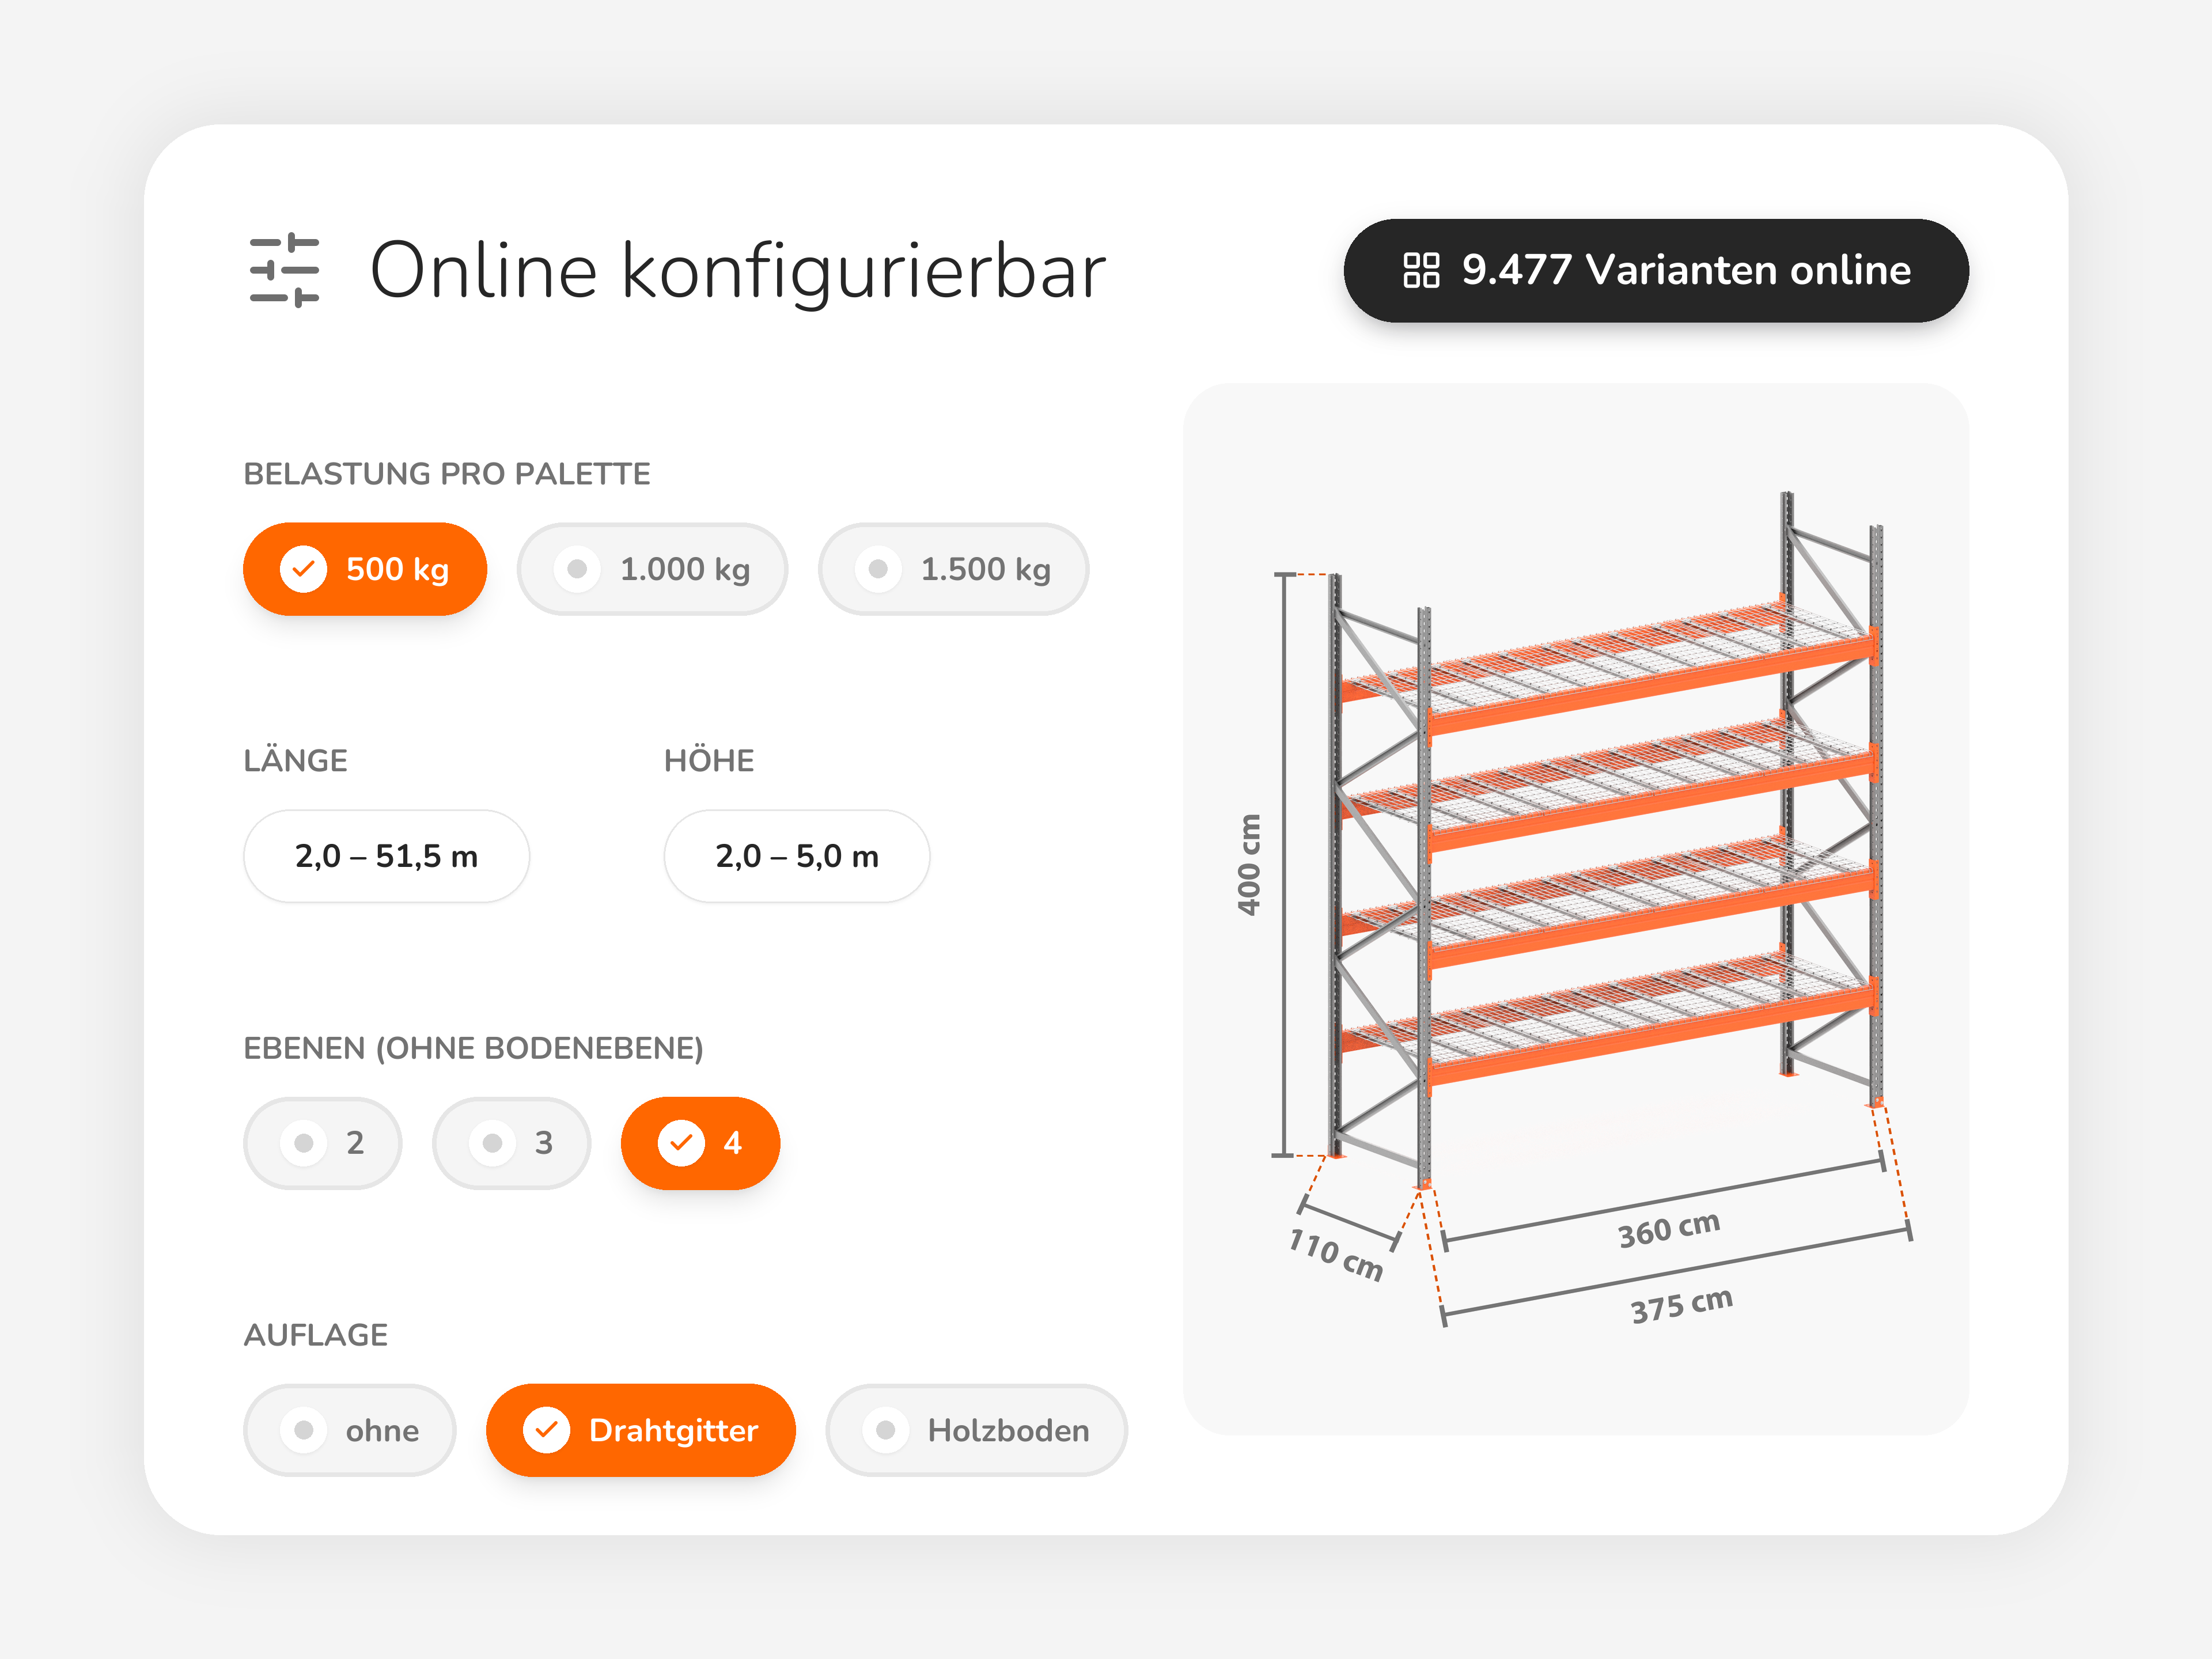 Online konfigurierbar
9.477 Varianten online
BELASTUNG PRO PALETTE
500 kg
1.000 kg
1.500 kg
LÄNGE
HÖHE
2,0 – 51,5 m
2,0 – 5,0 m
EBENEN (OHNE BODENEBENE)
2
3
4
AUFLAGE
ohne
Drahtgitter
Holzboden
400 cm
110 cm
360 cm
375 cm